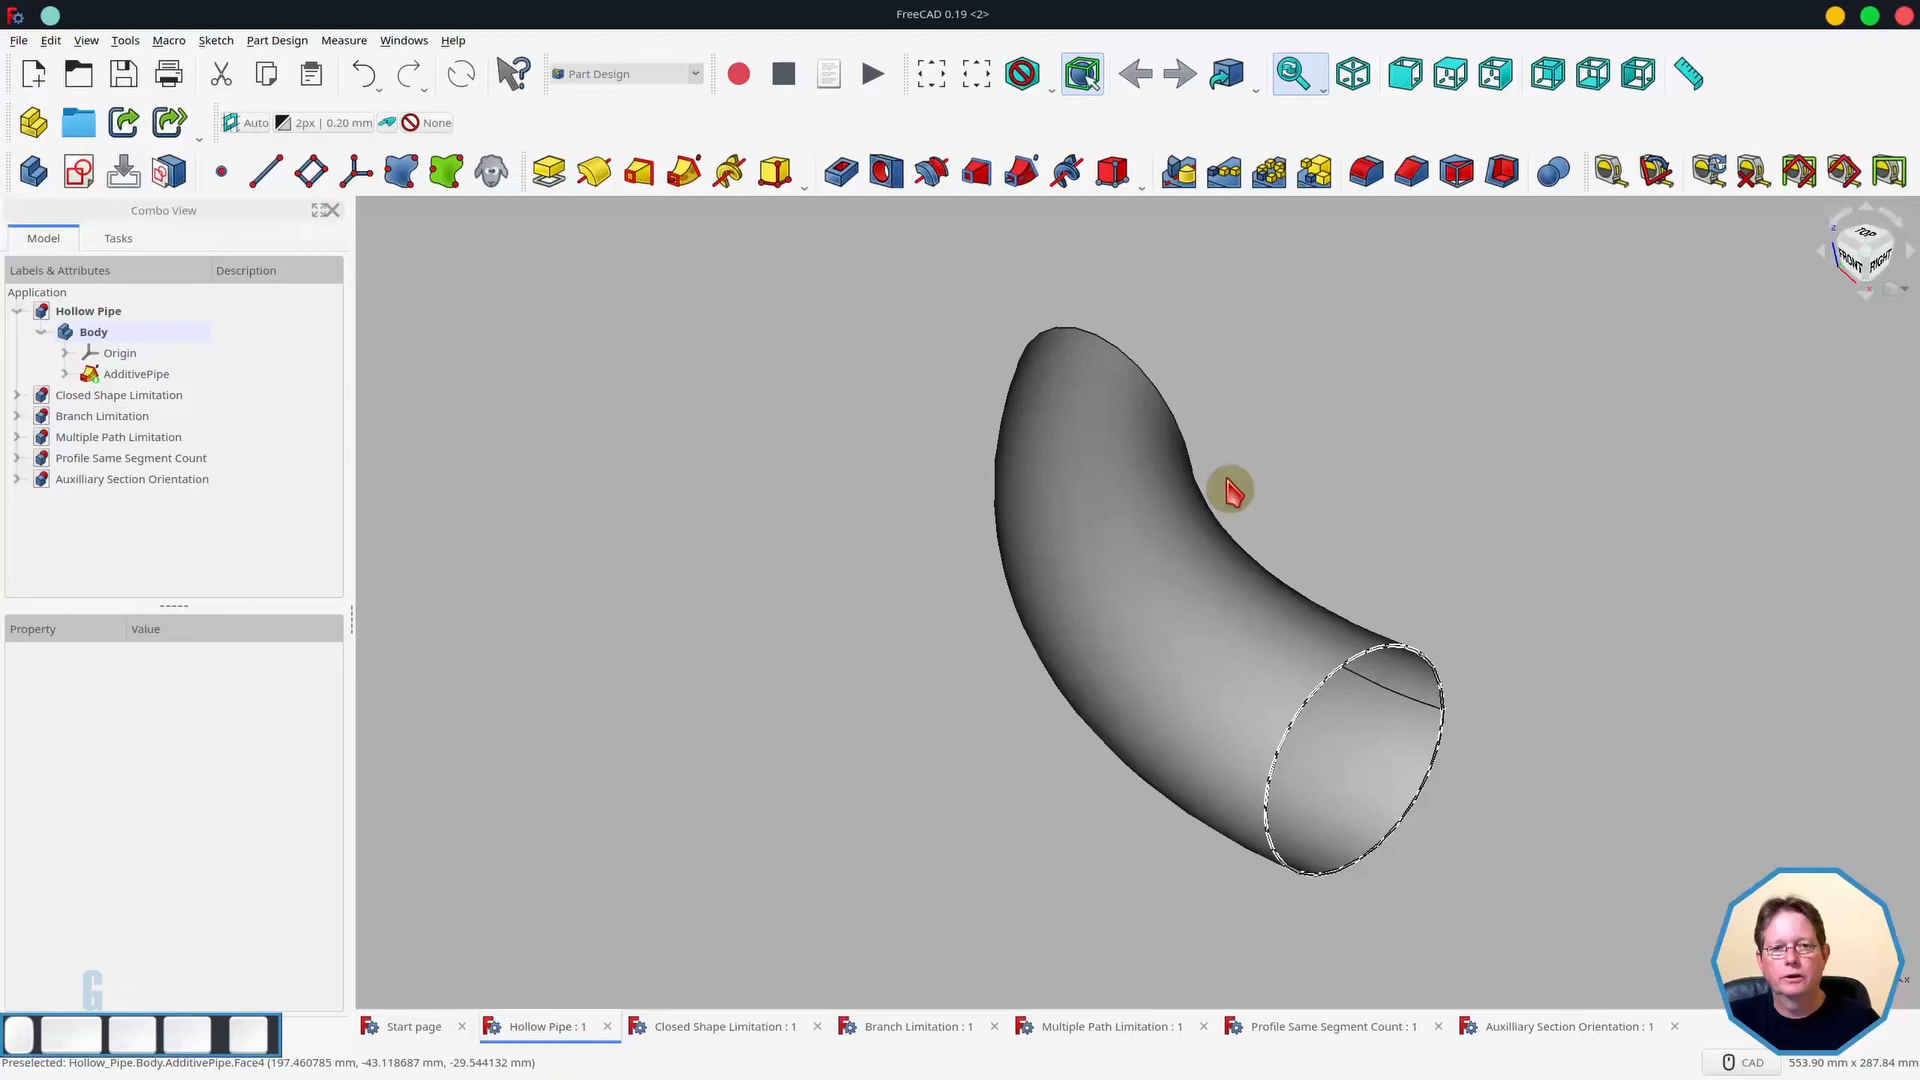 FreeCAD 0.19 <2>
File Edit View Tools Macro Sketch Part Design Measure Windows Help
Part Design
Auto 2px | 0.20 mm None
Combo View
Model Tasks
Labels & Attributes Description
Application
Hollow Pipe
Body
Origin
AdditivePipe
Closed Shape Limitation
Branch Limitation
Multiple Path Limitation
Profile Same Segment Count
Auxilliary Section Orientation
Property Value
TOP
FRONT
RIGHT
Z
x
G
Start page Hollow Pipe : 1 Closed Shape Limitation : 1 Branch Limitation : 1 Multiple Path Limitation : 1 Profile Same Segment Count : 1 Auxilliary Section Orientation : 1
Preselected: Hollow_Pipe.Body.AdditivePipe.Face4 (197.460785 mm, -43.118687 mm, -29.544132 mm)
CAD 553.90 mm x 287.84 mm